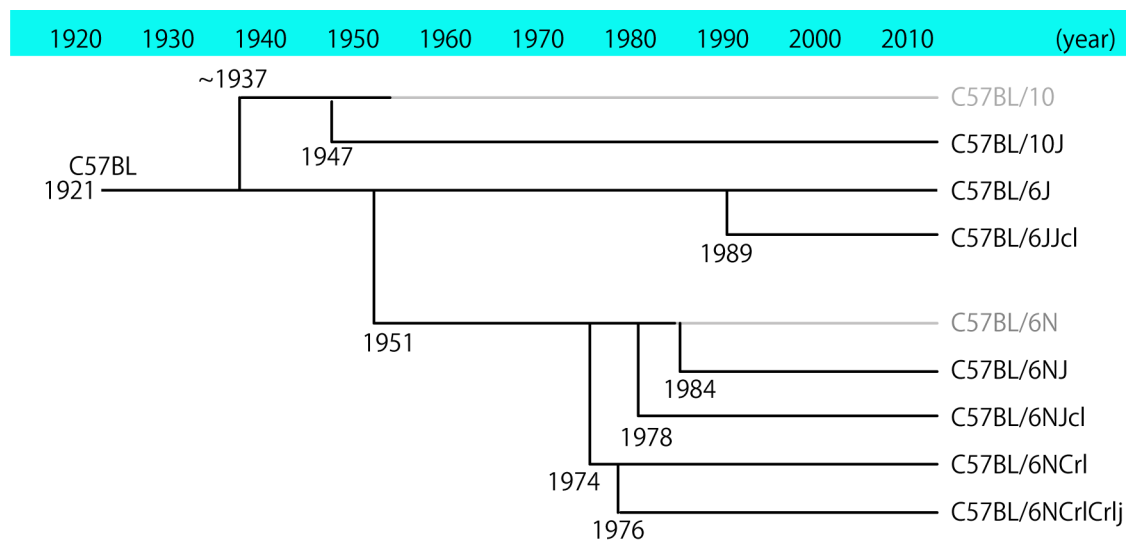 1920 1930 1940 1950 1960 1970 1980 1990 2000 2010 (year)
~1937
C57BL/10
C57BL/10J
1947
C57BL
1921
C57BL/6J
C57BL/6JJcl
1989
C57BL/6N
1951
C57BL/6NJ
1984
C57BL/6NJcl
1978
C57BL/6NCrl
1974
C57BL/6NCrlCrlj
1976